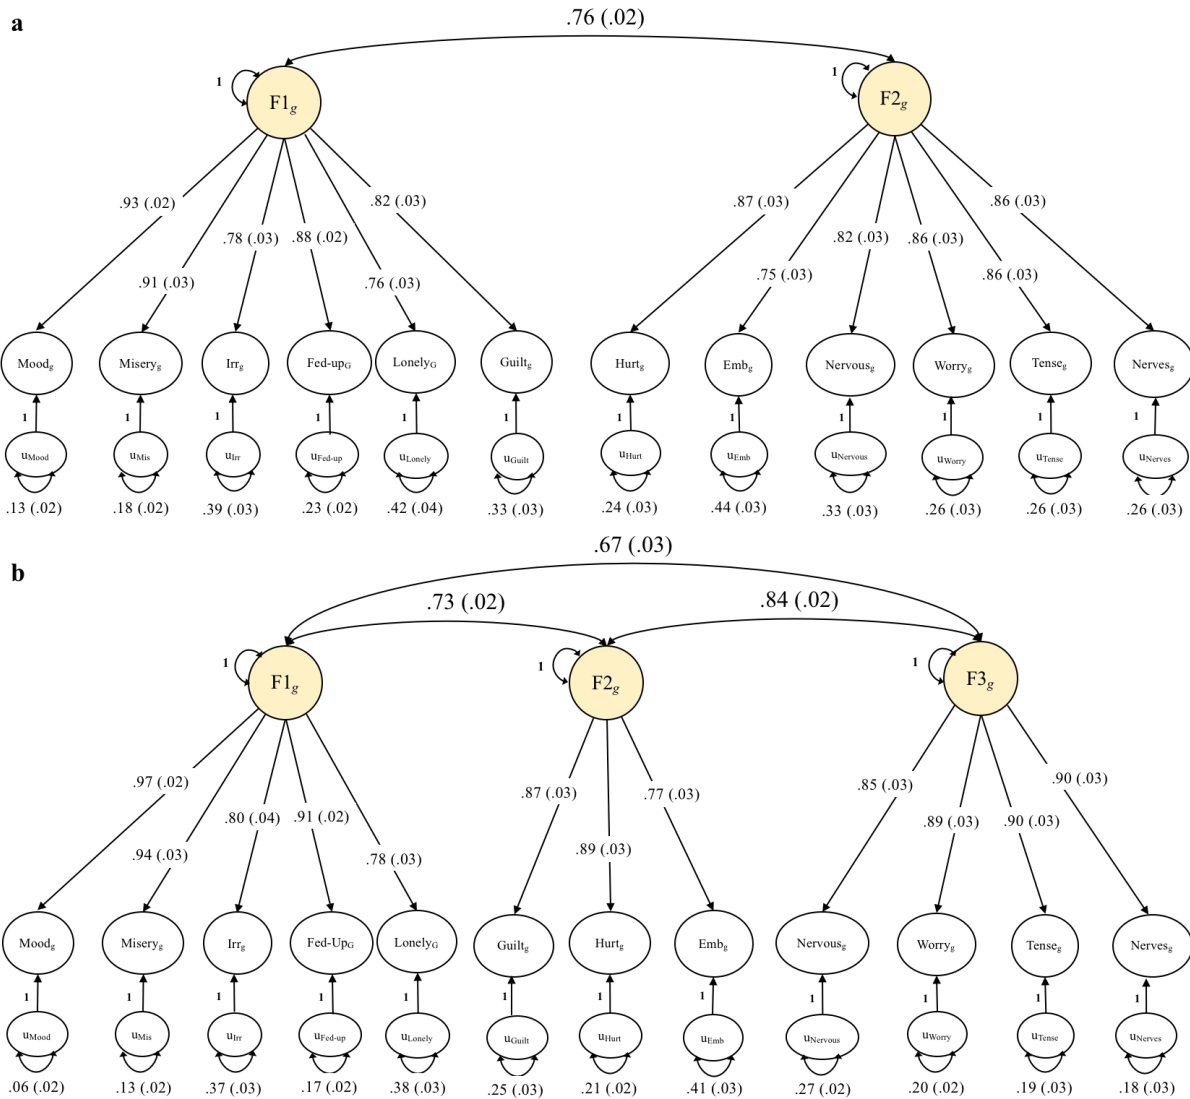 a
.76 (.02)
1 F1g 1 F2g
.93 (.02) .82 (.03) .87 (.03) .86 (.03)
.78 (.03) .88 (.02) .82 (.03) .86 (.03)
.91 (.03) .76 (.03) .75 (.03) .86 (.03)
Moodg Miseryg Irrg Fed-upG LonelyG Guiltg Hurtg Embg Nervousg Worryg Tenseg Nervesg
1 1 1 1 1 1 1 1 1 1 1 1
uMood uMis uIrr uFed-up uLonely uGuilt uHurt uEmb uNervous uWorry uTense uNerves
.13 (.02) .18 (.02) .39 (.03) .23 (.02) .42 (.04) .33 (.03) .24 (.03) .44 (.03) .33 (.03) .26 (.03) .26 (.03) .26 (.03)
b
.67 (.03)
.73 (.02) .84 (.02)
1 F1g 1 F2g 1 F3g
.97 (.02) .87 (.03) .77 (.03) .85 (.03) .90 (.03)
.80 (.04) .91 (.02) .89 (.03) .90 (.03)
.94 (.03) .78 (.03) .89 (.03)
Moodg Miseryg Irrg Fed-UpG LonelyG Guiltg Hurtg Embg Nervousg Worryg Tenseg Nervesg
1 1 1 1 1 1 1 1 1 1 1 1
uMood uMis uIrr uFed-up uLonely uGuilt uHurt uEmb uNervous uWorry uTense uNerves
.06 (.02) .13 (.02) .37 (.03) .17 (.02) .38 (.03) .25 (.03) .21 (.02) .41 (.03) .27 (.02) .20 (.02) .19 (.03) .18 (.03)